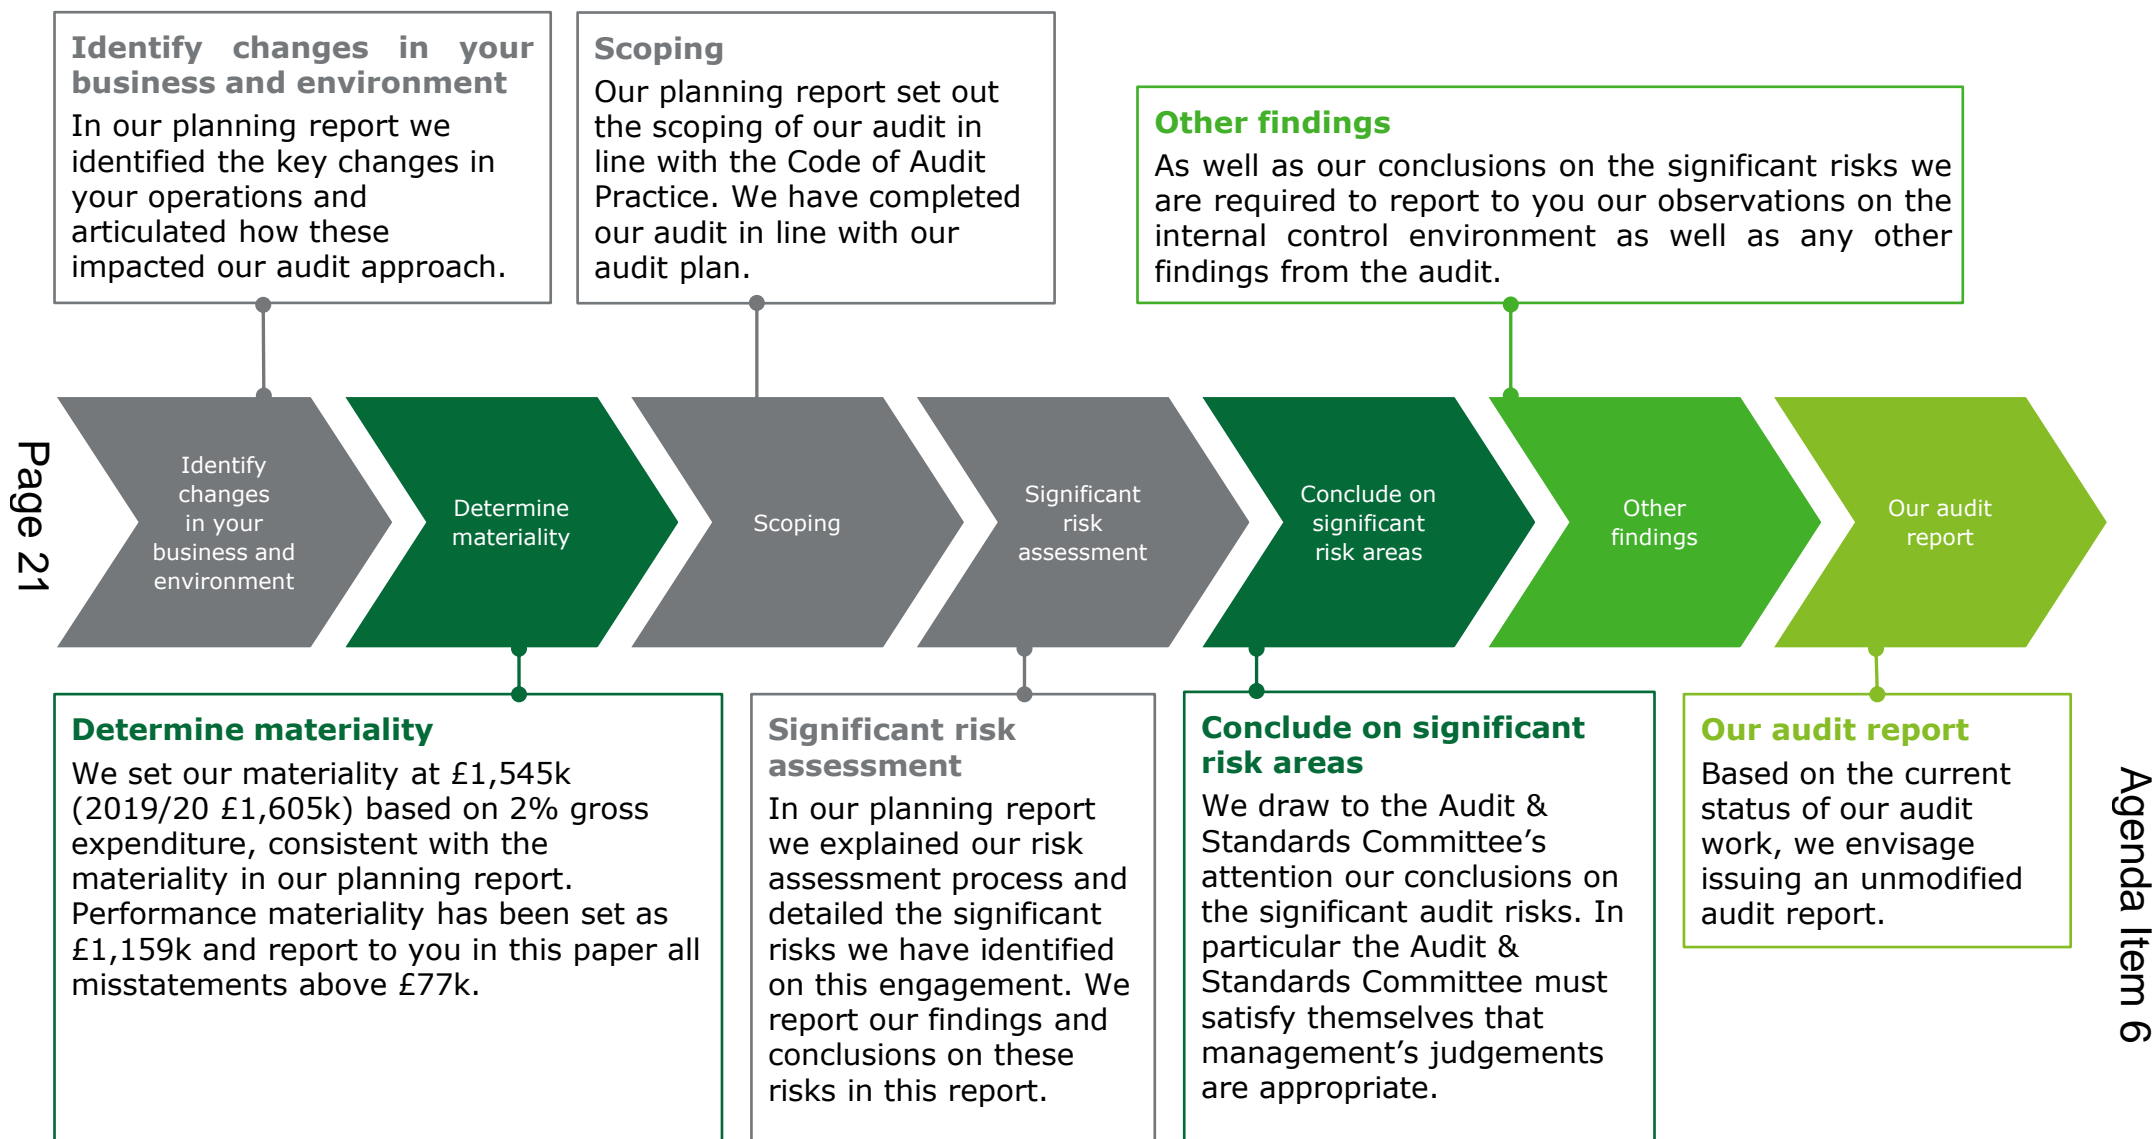 Identify changes in your
business and environment
In our planning report we
identified the key changes in
your operations and
articulated how these
impacted our audit approach.
Scoping
Our planning report set out
the scoping of our audit in
line with the Code of Audit
Practice. We have completed
our audit in line with our
audit plan.
Other findings
As well as our conclusions on the significant risks we
are required to report to you our observations on the
internal control environment as well as any other
findings from the audit.
Page 21
Identify
changes
in your
business and
environment
Determine
materiality
Scoping
Significant
risk
assessment
Conclude on
significant
risk areas
Other
findings
Our audit
report
Determine materiality
We set our materiality at £1,545k
(2019/20 £1,605k) based on 2% gross
expenditure, consistent with the
materiality in our planning report.
Performance materiality has been set as
£1,159k and report to you in this paper all
misstatements above £77k.
Significant risk
assessment
In our planning report
we explained our risk
assessment process and
detailed the significant
risks we have identified
on this engagement. We
report our findings and
conclusions on these
risks in this report.
Conclude on significant
risk areas
We draw to the Audit &
Standards Committee’s
attention our conclusions on
the significant audit risks. In
particular the Audit &
Standards Committee must
satisfy themselves that
management’s judgements
are appropriate.
Our audit report
Based on the current
status of our audit
work, we envisage
issuing an unmodified
audit report.
Agenda Item 6